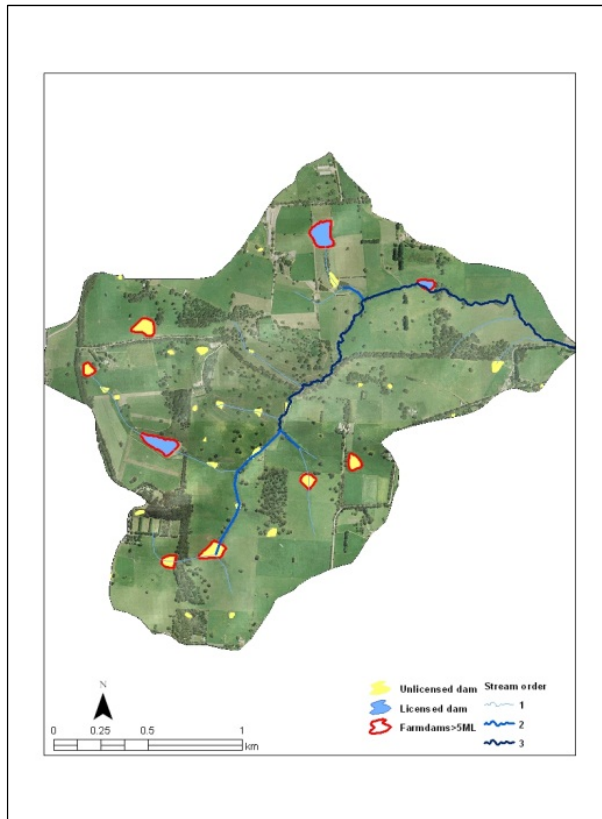 N
0 0.25 0.5 1
km
Unlicensed dam
Licensed dam
Farmdams>5ML
Stream order
1
2
3